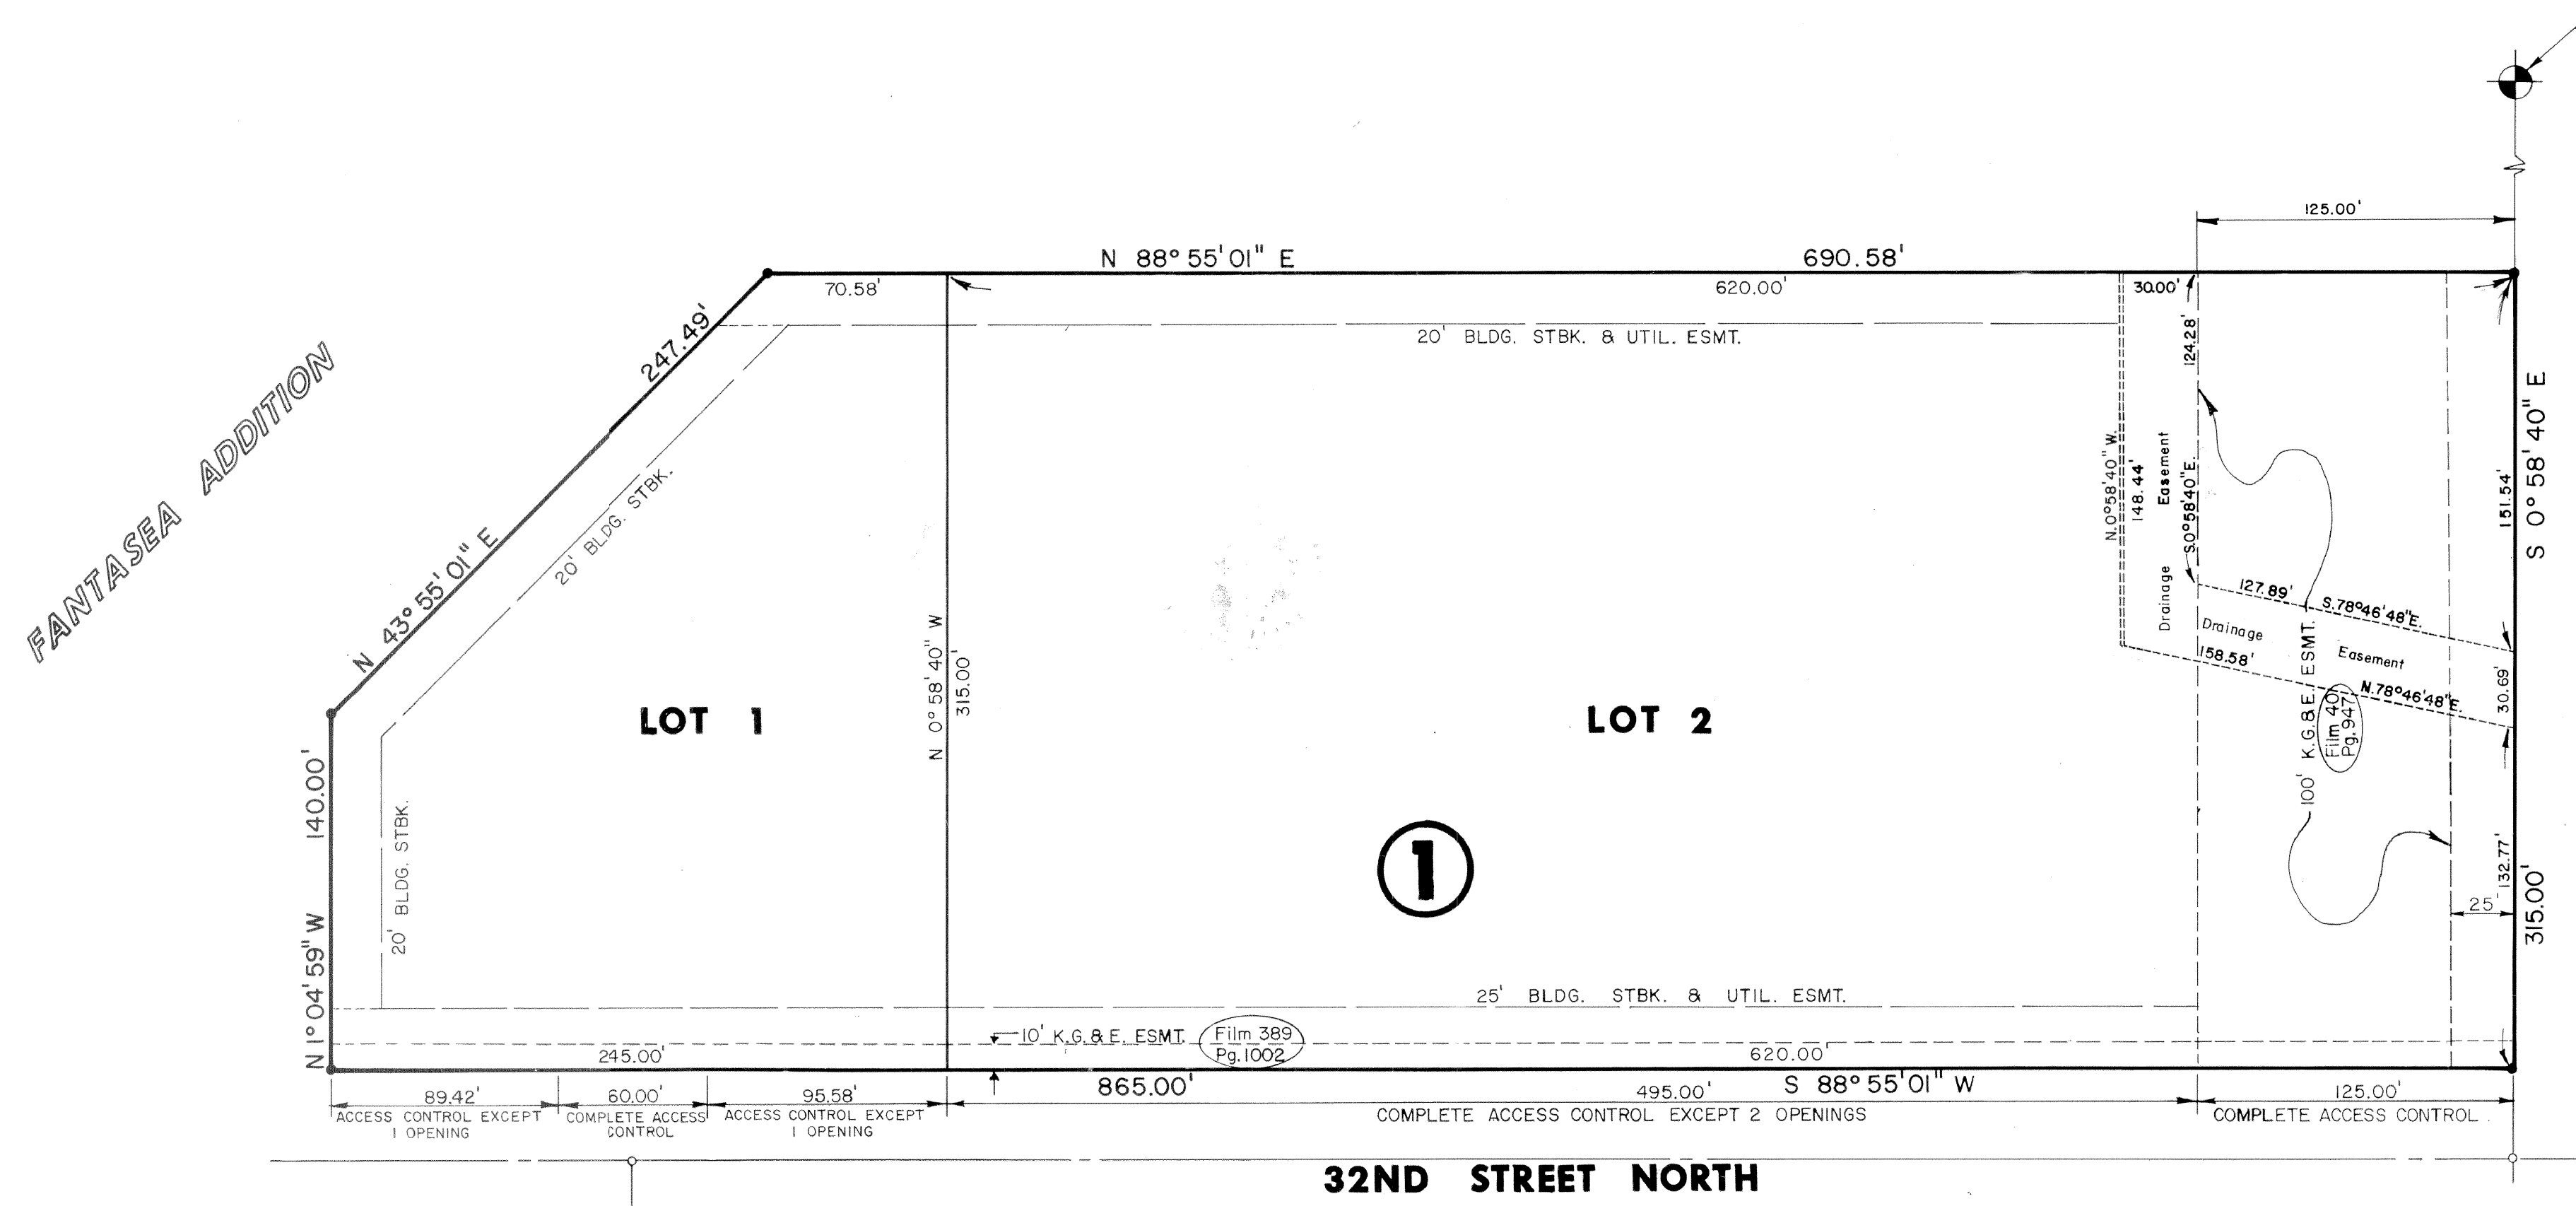 125.00'
N 88° 55' 01" E
690.58'
70.58'
620.00'
30.00'
247.49'
20' BLDG. STBK. & UTIL. ESMT.
124.28'
FANTASEA ADDITION
S 0° 58' 40" E
N.0°58'40"W.
148.44'
Drainage Easement
S.0°58'40"E.
151.54'
20' BLDG. STBK.
N 43° 55' 01" E
127.89'
S.78°46'48"E.
Drainage Easement
158.58'
N.78°46'48"E.
30.69'
N 0° 58' 40" W
315.00'
LOT 1
LOT 2
100' K.G.&E. ESMT.
Film 40
Pg.947
140.00'
N 1° 04' 59" W
20' BLDG. STBK.
1
132.77'
25'
315.00'
25' BLDG. STBK. & UTIL. ESMT.
10' K.G.& E. ESMT.
Film 389
Pg.1002
245.00'
620.00'
865.00'
S 88° 55' 01" W
89.42'
60.00'
95.58'
495.00'
125.00'
ACCESS CONTROL EXCEPT
1 OPENING
COMPLETE ACCESS
CONTROL
ACCESS CONTROL EXCEPT
1 OPENING
COMPLETE ACCESS CONTROL EXCEPT 2 OPENINGS
COMPLETE ACCESS CONTROL
32ND STREET NORTH